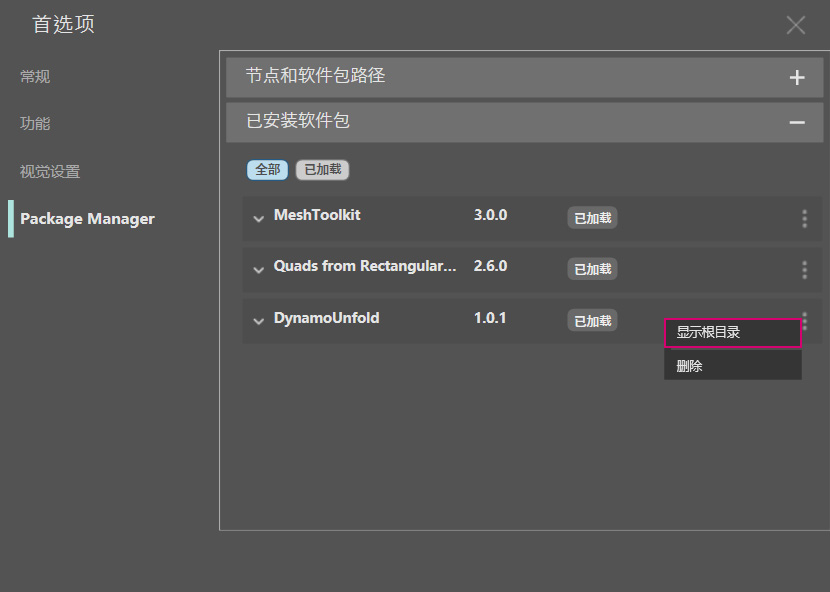 首选项
常规
功能
视觉设置
Package Manager
节点和软件包路径
已安装软件包
全部 已加载
MeshToolkit 3.0.0 已加载
Quads from Rectangular... 2.6.0 已加载
DynamoUnfold 1.0.1 已加载
显示根目录
删除